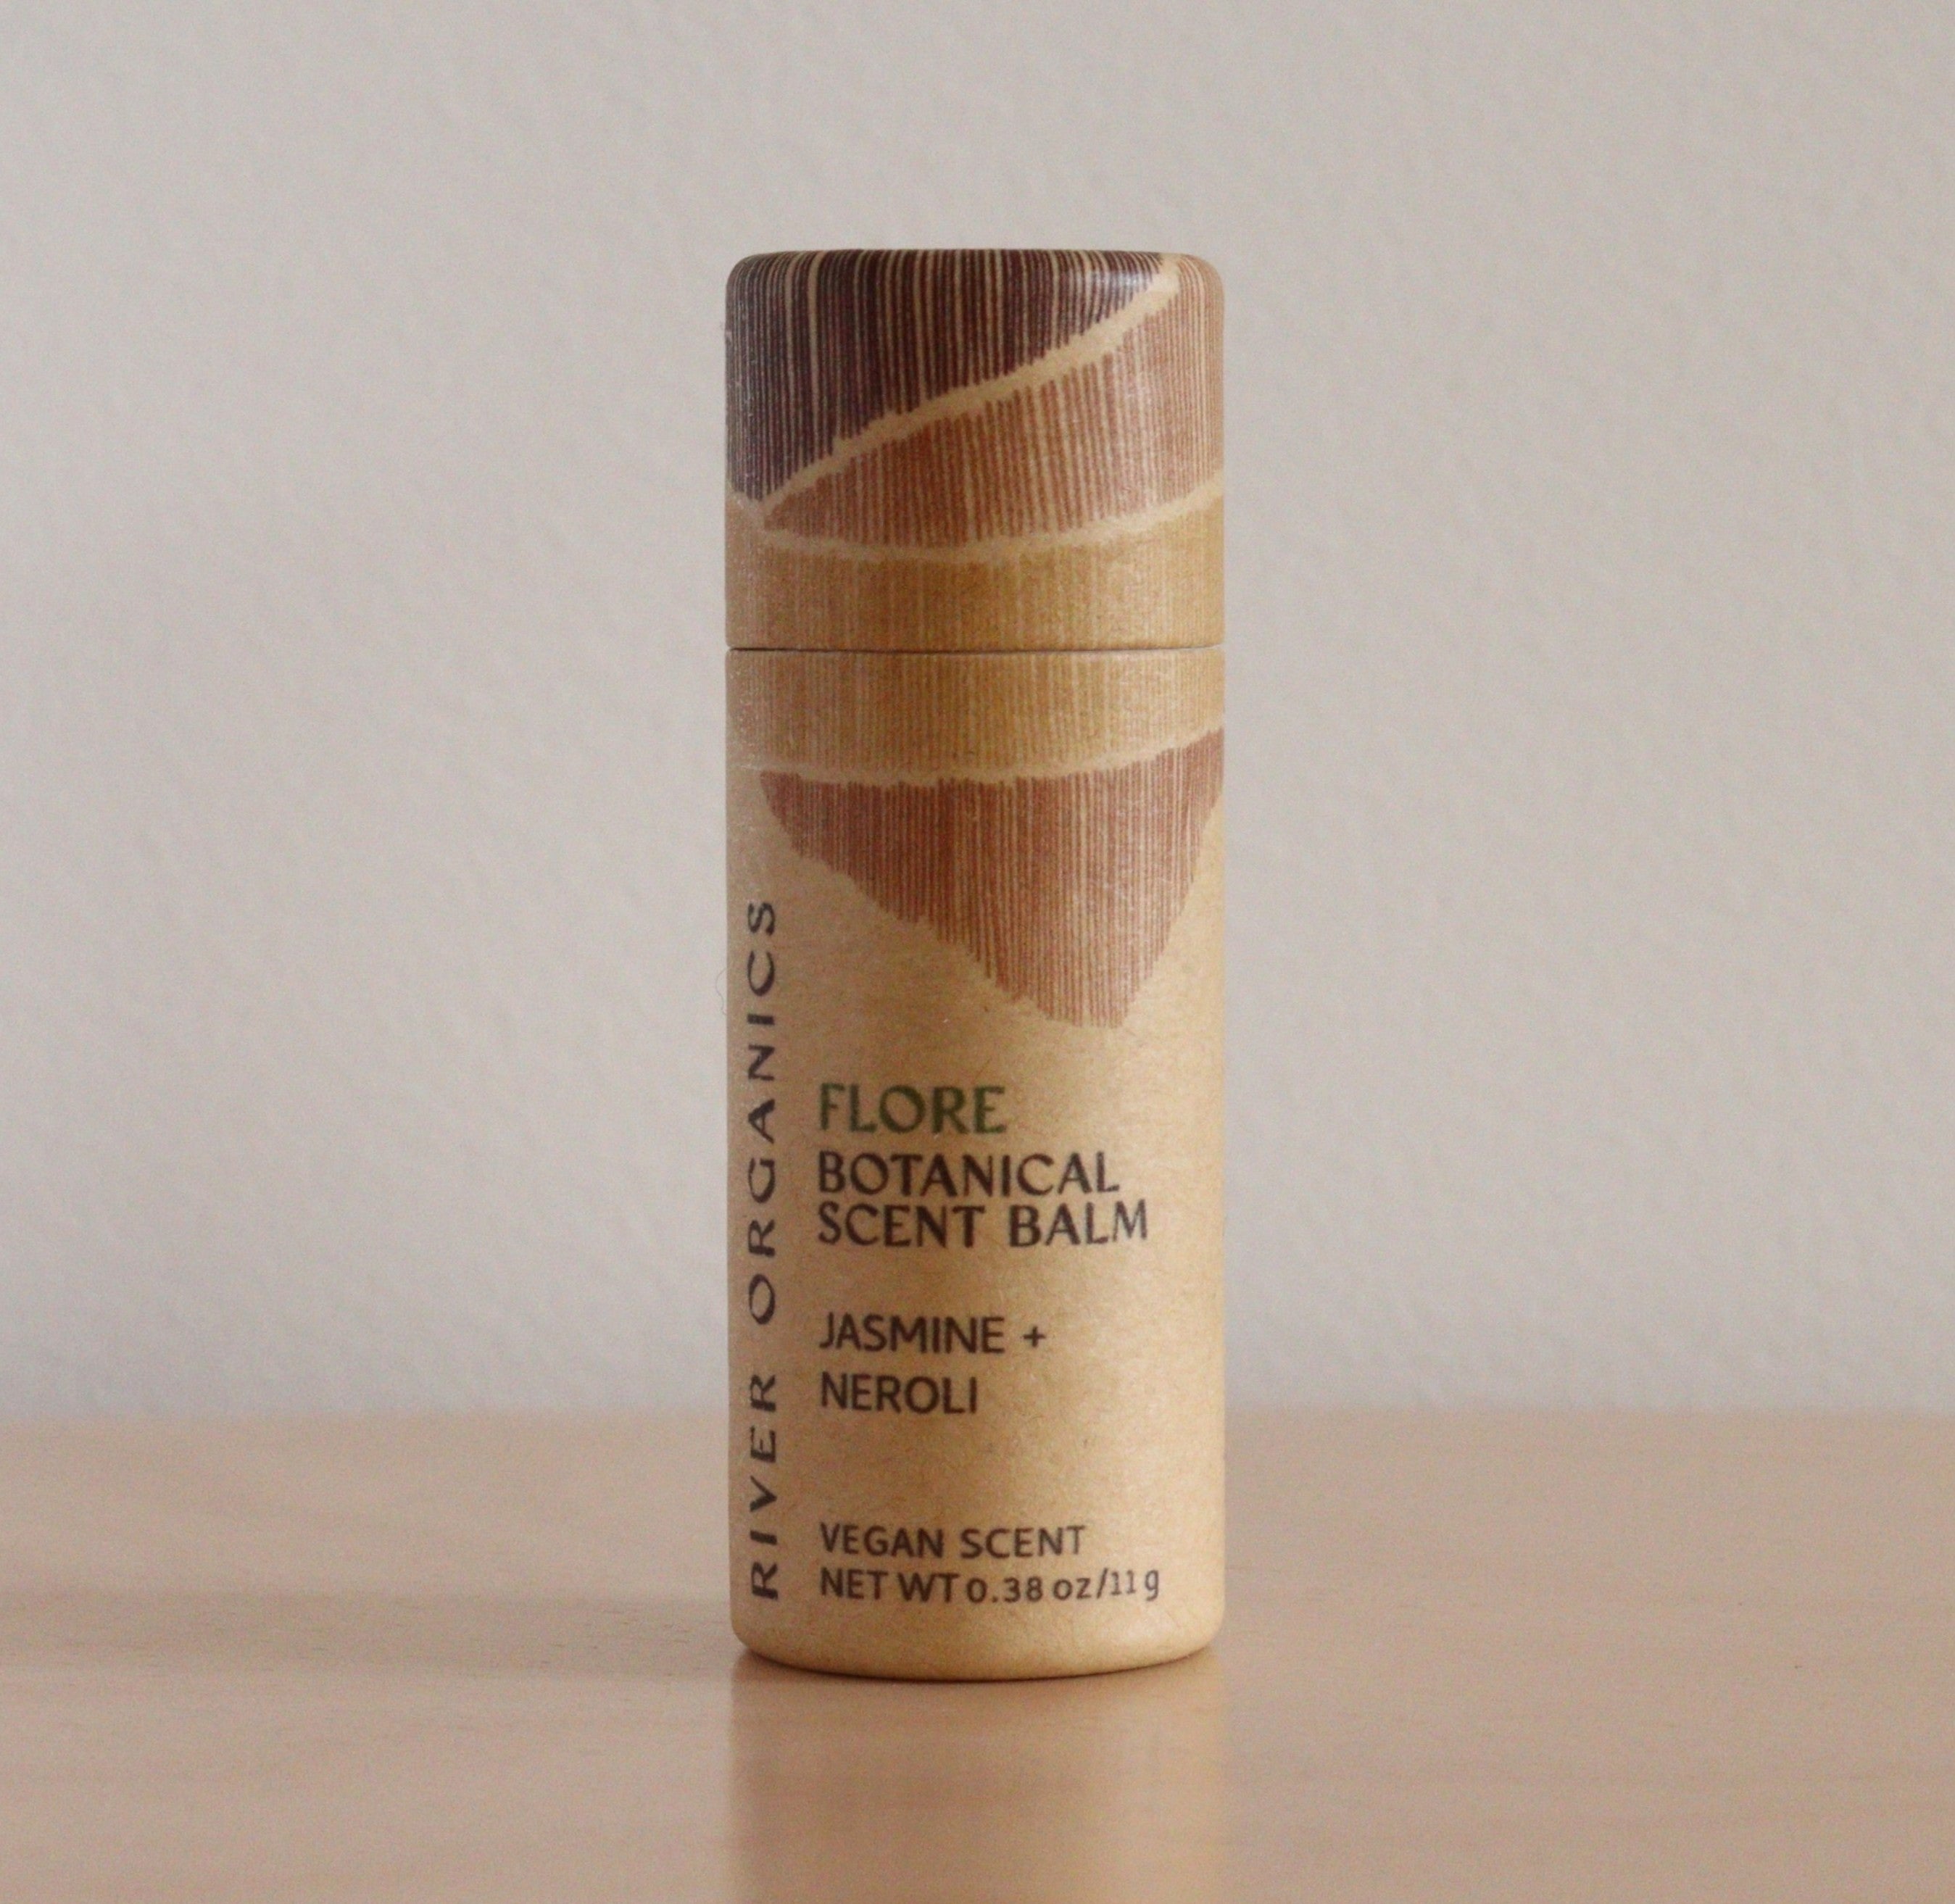 RIVER ORGANICS
FLORE
BOTANICAL
SCENT BALM
JASMINE +
NEROLI
VEGAN SCENT
NET WT 0.38 oz/11 g